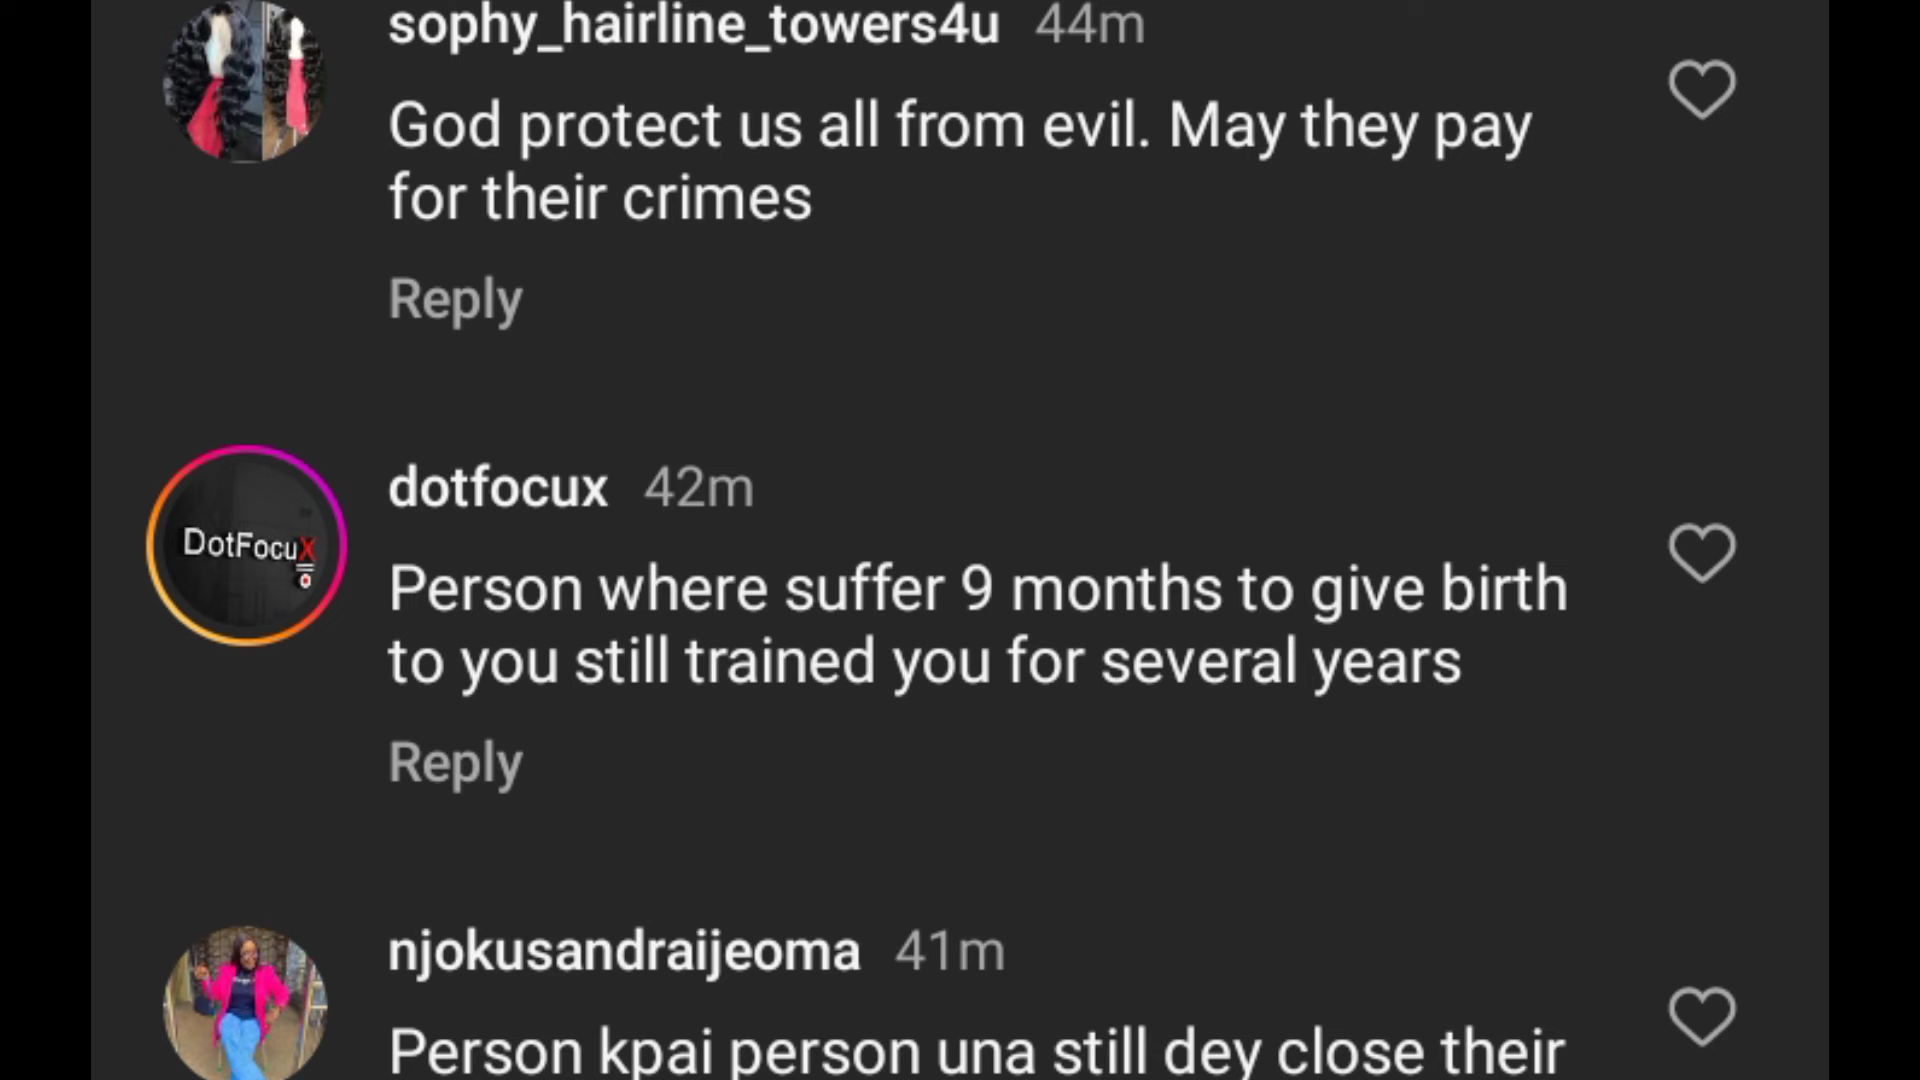 sophy_hairline_towers4u 44m
God protect us all from evil. May they pay
for their crimes
Reply
dotfocux 42m
DotFocuX
Person where suffer 9 months to give birth
to you still trained you for several years
Reply
njokusandraijeoma 41m
Person kpai person una still dey close their